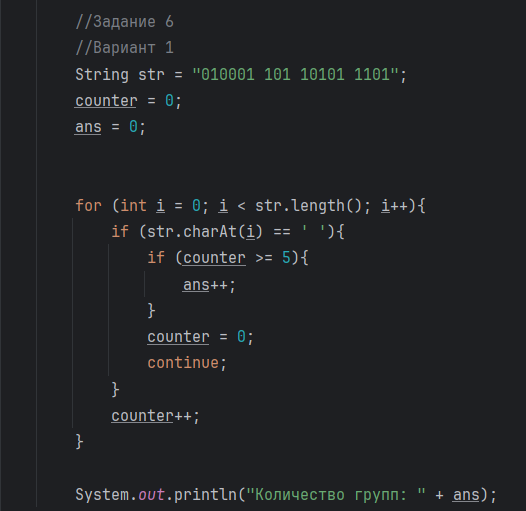 //Задание 6
//Вариант 1
String str = "010001 101 10101 1101";
counter = 0;
ans = 0;
for (int i = 0; i < str.length(); i++){
if (str.charAt(i) == ' '){
if (counter >= 5){
ans++;
}
counter = 0;
continue;
}
counter++;
}
System.out.println("Количество групп: " + ans);